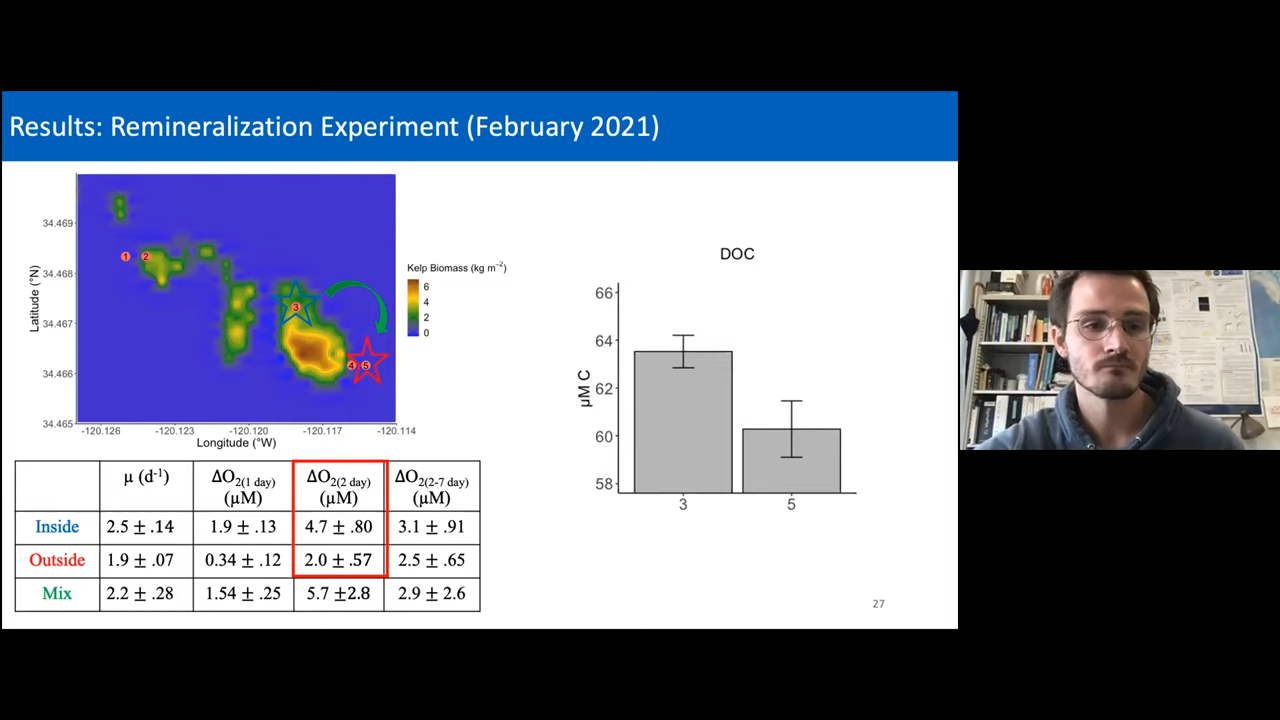 Results: Remineralization Experiment (February 2021)
34.469
34.468
34.467
34.466
34.465
Latitude (°N)
1
2
3
4
5
-120.126
-120.123
-120.120
-120.117
-120.114
Longitude (°W)
Kelp Biomass (kg m⁻²)
6
4
2
0
µ (d⁻¹) ΔO₂₍₁ day₎ (µM) ΔO₂₍₂ day₎ (µM) ΔO₂₍₂₋₇ day₎ (µM)
Inside 2.5 ± .14 1.9 ± .13 4.7 ± .80 3.1 ± .91
Outside 1.9 ± .07 0.34 ± .12 2.0 ± .57 2.5 ± .65
Mix 2.2 ± .28 1.54 ± .25 5.7 ±2.8 2.9 ± 2.6
DOC
66
64
62
60
58
µM C
3
5
27